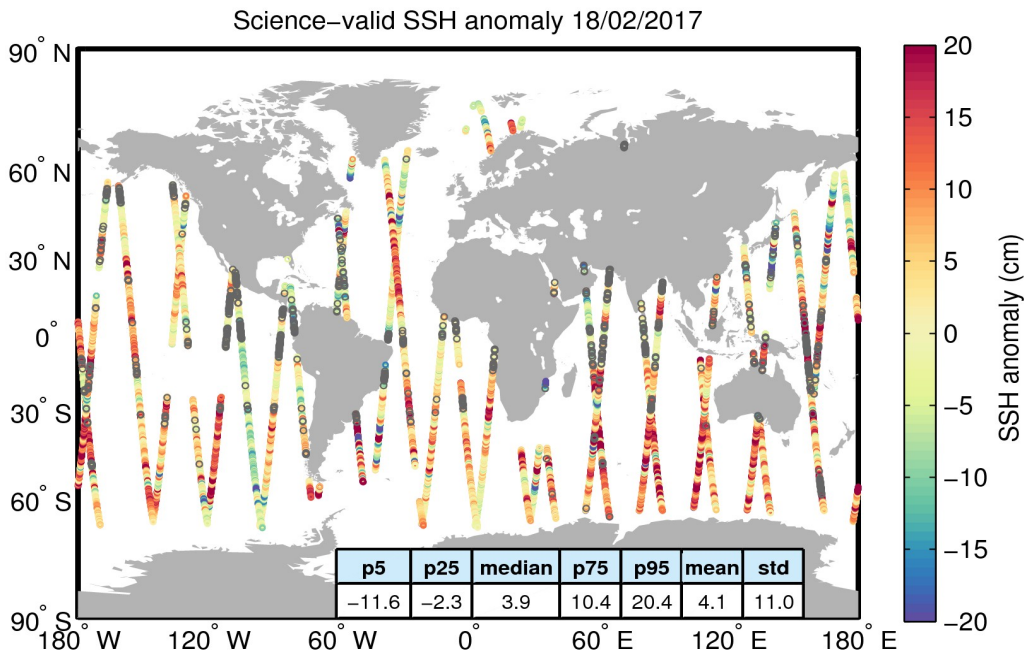 Science−valid SSH anomaly 18/02/2017
90° N
60° N
30° N
0°
30° S
60° S
90° S
180° W
120° W
60° W
0°
60° E
120° E
180° E
p5 p25 median p75 p95 mean std
−11.6 −2.3 3.9 10.4 20.4 4.1 11.0
20
15
10
5
0
−5
−10
−15
−20
SSH anomaly (cm)